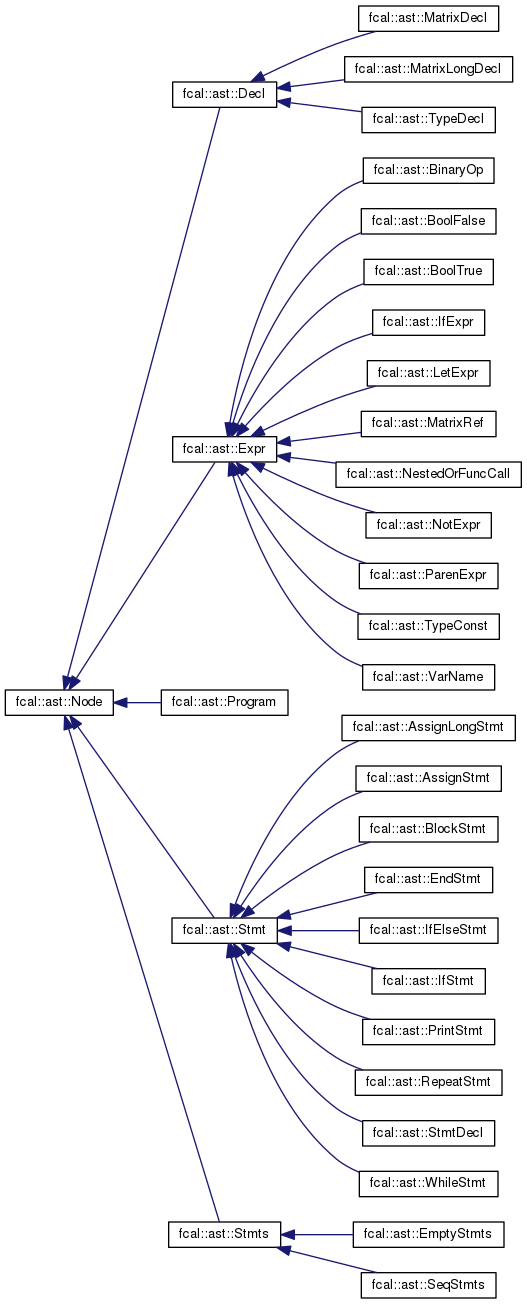 fcal::ast::MatrixDecl
fcal::ast::MatrixLongDecl
fcal::ast::Decl
fcal::ast::TypeDecl
fcal::ast::BinaryOp
fcal::ast::BoolFalse
fcal::ast::BoolTrue
fcal::ast::IfExpr
fcal::ast::LetExpr
fcal::ast::MatrixRef
fcal::ast::Expr
fcal::ast::NestedOrFuncCall
fcal::ast::NotExpr
fcal::ast::ParenExpr
fcal::ast::TypeConst
fcal::ast::VarName
fcal::ast::Node
fcal::ast::Program
fcal::ast::AssignLongStmt
fcal::ast::AssignStmt
fcal::ast::BlockStmt
fcal::ast::EndStmt
fcal::ast::Stmt
fcal::ast::IfElseStmt
fcal::ast::IfStmt
fcal::ast::PrintStmt
fcal::ast::RepeatStmt
fcal::ast::StmtDecl
fcal::ast::WhileStmt
fcal::ast::Stmts
fcal::ast::EmptyStmts
fcal::ast::SeqStmts